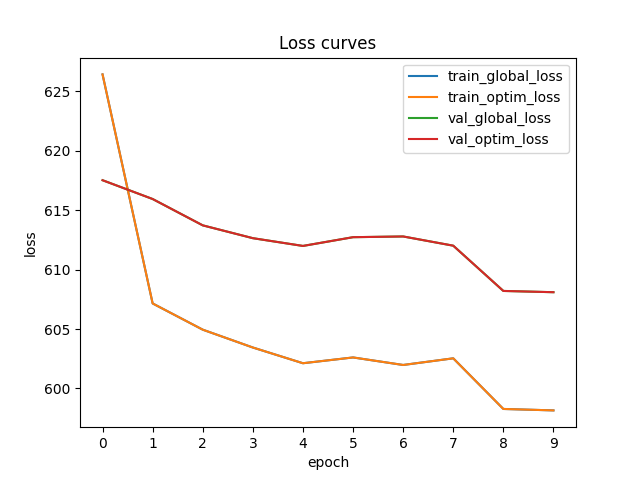 Loss curves
train_global_loss
train_optim_loss
val_global_loss
val_optim_loss
625
620
615
610
605
600
loss
0 1 2 3 4 5 6 7 8 9
epoch